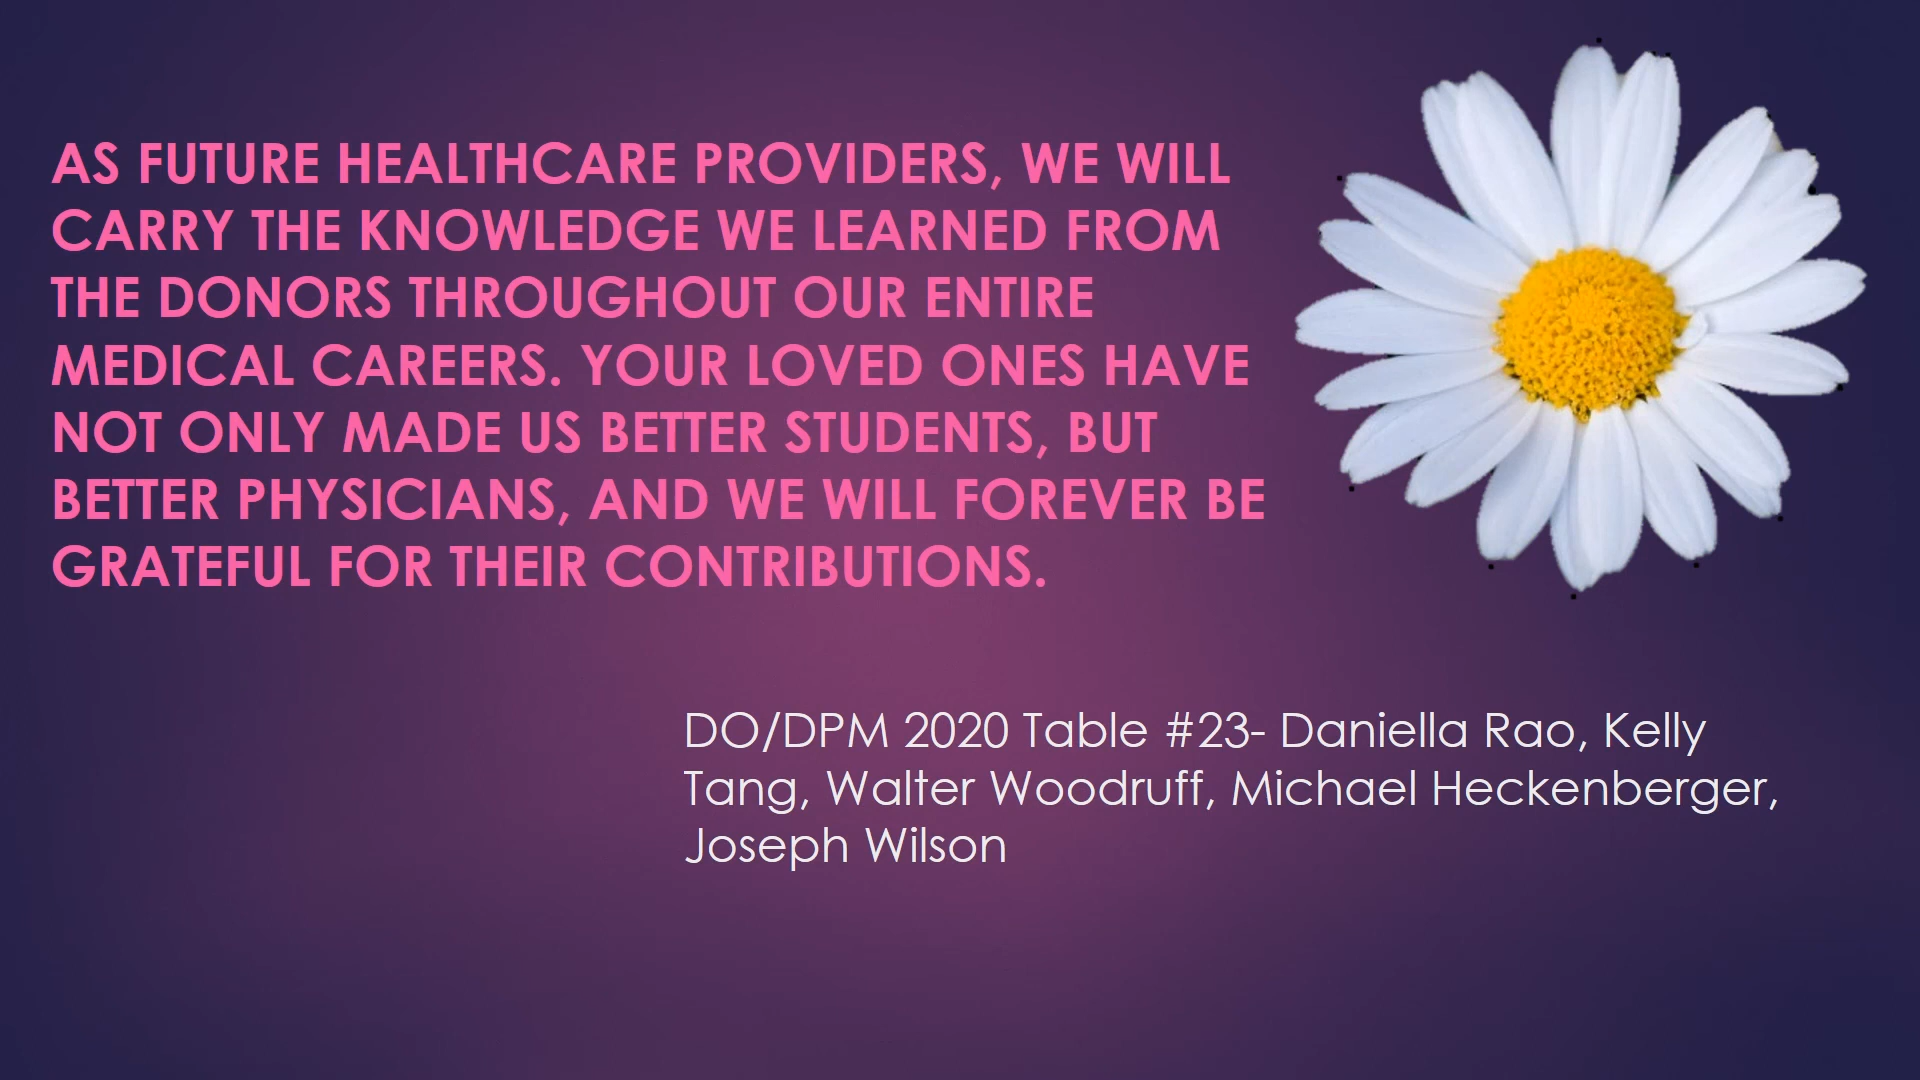 AS FUTURE HEALTHCARE PROVIDERS, WE WILL
CARRY THE KNOWLEDGE WE LEARNED FROM
THE DONORS THROUGHOUT OUR ENTIRE
MEDICAL CAREERS. YOUR LOVED ONES HAVE
NOT ONLY MADE US BETTER STUDENTS, BUT
BETTER PHYSICIANS, AND WE WILL FOREVER BE
GRATEFUL FOR THEIR CONTRIBUTIONS.
DO/DPM 2020 Table #23- Daniella Rao, Kelly
Tang, Walter Woodruff, Michael Heckenberger,
Joseph Wilson